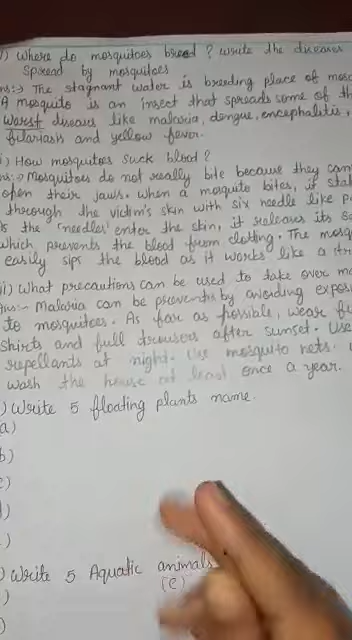 i) Where do mosquitoes breed? write the diseases
spread by mosquitoes
ns:→ The stagnant water is breeding place of
A mosquito is an insect that spreads some of
warst diseases like malaria, dengue, encephalitis,
filariasis and yellow fever.
i) How mosquitoes suck blood?
Mosquitoes do not really bite because they
open their jaws. When a mosquito bites, it
through the victim's skin with six needle like
the "needles" enter the skin, it releaves its
which prevents the blood from clotting. The
easily sips the blood as it works like a
ii) What precautions can be used to take over
Malaria can be preventis by avoiding
to mosquitoes. As far as possible, wear
shirts and full trousers after sunset. Use
repellants at night. Use mosquito nets.
wash the house at least once a year.
) Write 5 floating plants name.
a)
b)
c)
)
)
) Write 5 Aquatic animals
) (e)
)